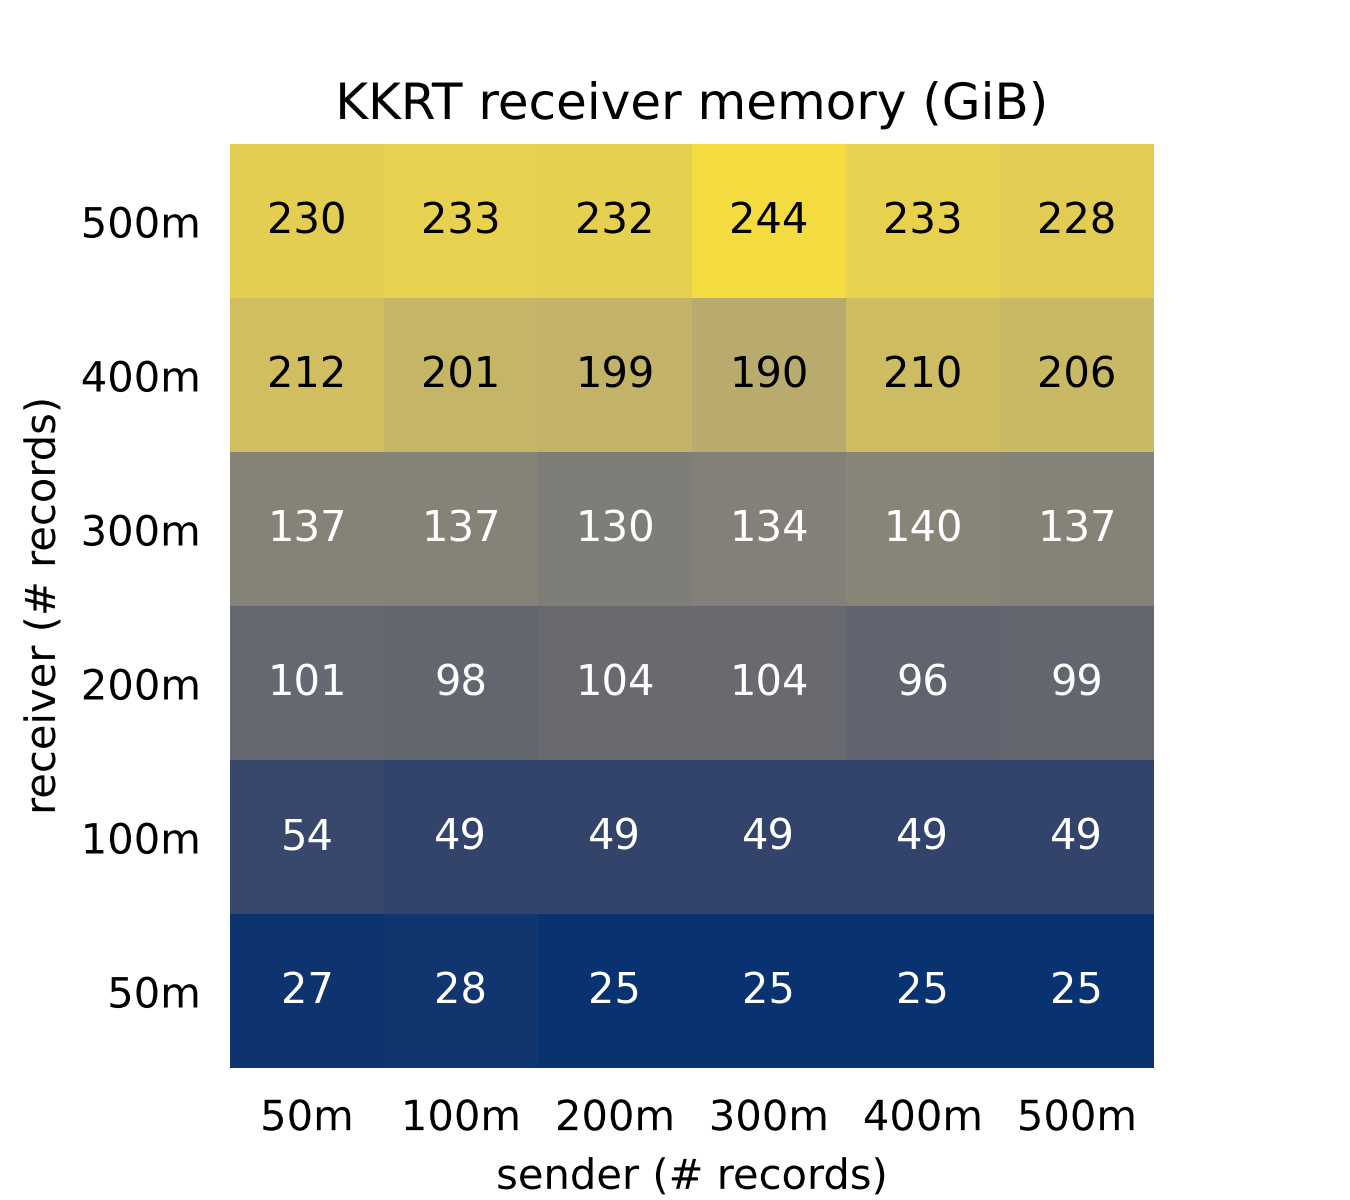 KKRT receiver memory (GiB)
500m 230 233 232 244 233 228
400m 212 201 199 190 210 206
300m 137 137 130 134 140 137
200m 101 98 104 104 96 99
100m 54 49 49 49 49 49
50m 27 28 25 25 25 25
50m 100m 200m 300m 400m 500m
sender (# records)
receiver (# records)